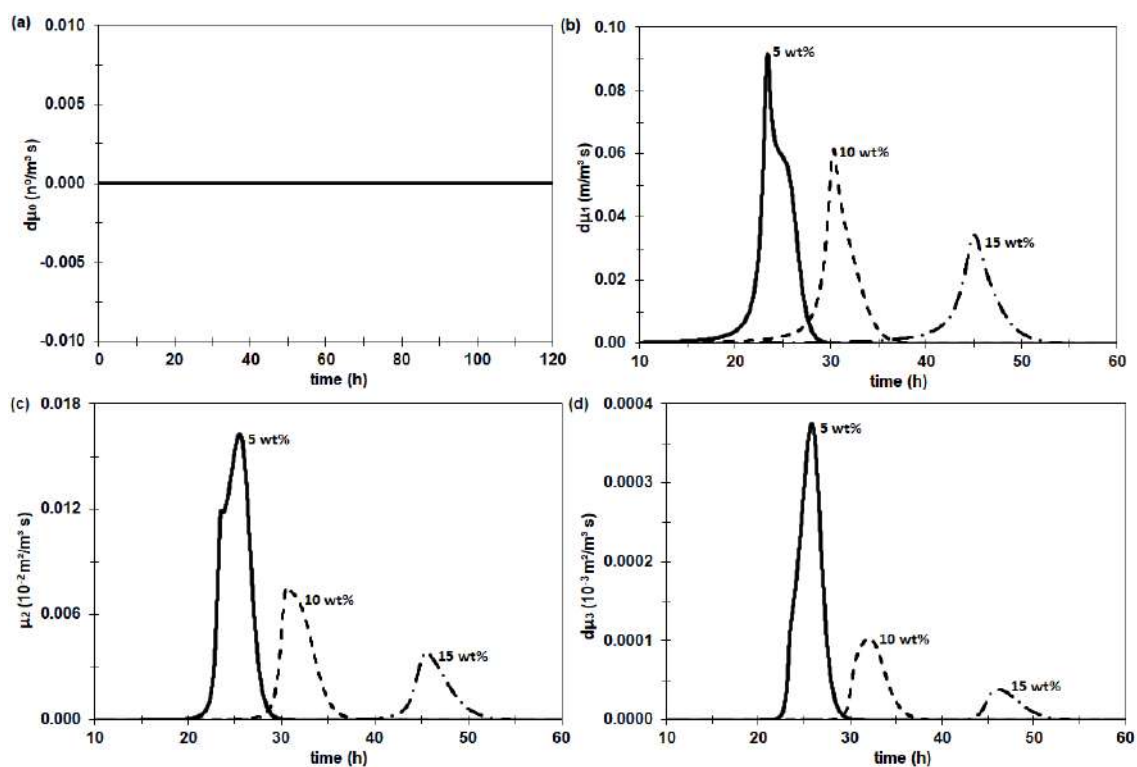 (a)
0.010
0.005
0.000
-0.005
-0.010
dμ₀ (n⁰/m³ s)
0 20 40 60 80 100 120
time (h)
(b)
0.10
0.08
0.06
0.04
0.02
0.00
dμ₁ (m/m³ s)
5 wt%
10 wt%
15 wt%
10 20 30 40 50 60
time (h)
(c)
0.018
0.012
0.006
0.000
μ₂ (10⁻² m²/m³ s)
5 wt%
10 wt%
15 wt%
10 20 30 40 50 60
time (h)
(d)
0.0004
0.0003
0.0002
0.0001
0.0000
dμ₃ (10⁻³ m²/m³ s)
5 wt%
10 wt%
15 wt%
10 20 30 40 50 60
time (h)